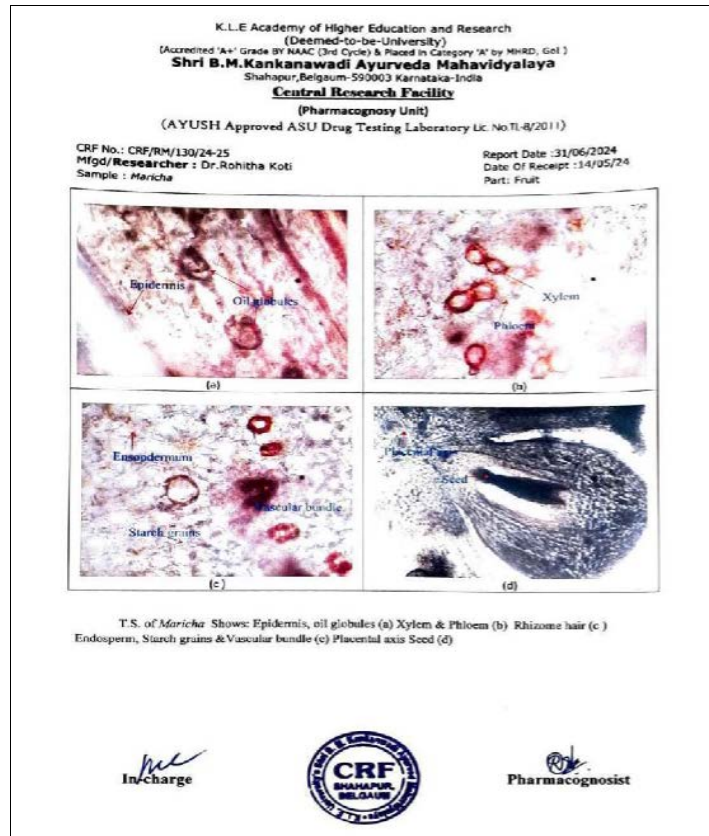 K.L.E Academy of Higher Education and Research
(Deemed-to-be-University)
(Accredited 'A+' Grade BY NAAC (3rd Cycle) & Placed in Category 'A' by MHRD, GoI )
Shri B.M.Kankanawadi Ayurveda Mahavidyalaya
Shahapur,Belgaum-590003 Karnataka-India
Central Research Facility
(Pharmacognosy Unit)
(AYUSH Approved ASU Drug Testing Laboratory Lic. No.TL-8/2011)
CRF No.: CRF/RM/130/24-25
Mfgd/Researcher : Dr.Rohitha Koti
Sample : Maricha
Report Date :31/06/2024
Date Of Receipt :14/05/24
Part: Fruit
Epidermis
Oil globules
(a)
Xylem
Phloem
(b)
Ensopdermum
Vascular bundle
Starch grains
(c)
Placental
Seed
(d)
T.S. of Maricha Shows: Epidermis, oil globules (a) Xylem & Phloem (b) Rhizome hair (c )
Endosperm, Starch grains & Vascular bundle (c) Placental axis Seed (d)
In-charge
CRF
SHAHAPUR,
BELGAUM
Pharmacognosist